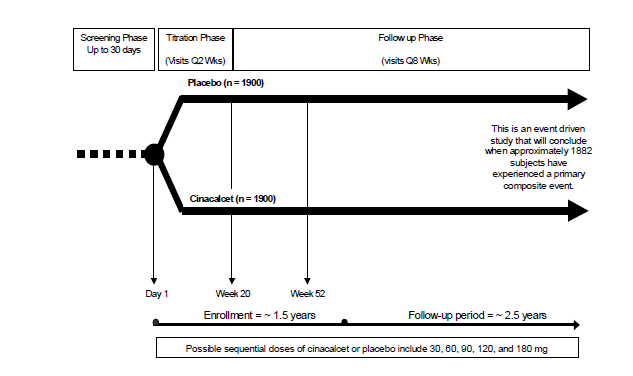 Screening Phase
Up to 30 days
Titration Phase
(Visits Q2 Wks)
Follow up Phase
(visits Q8 Wks)
Placebo (n = 1900)
This is an event driven
study that will conclude
when approximately 1882
subjects have
experienced a primary
composite event.
Cinacalcet (n = 1900)
Day 1
Week 20
Week 52
Enrollment = ~ 1.5 years
Follow-up period = ~ 2.5 years
Possible sequential doses of cinacalcet or placebo include 30, 60, 90, 120, and 180 mg